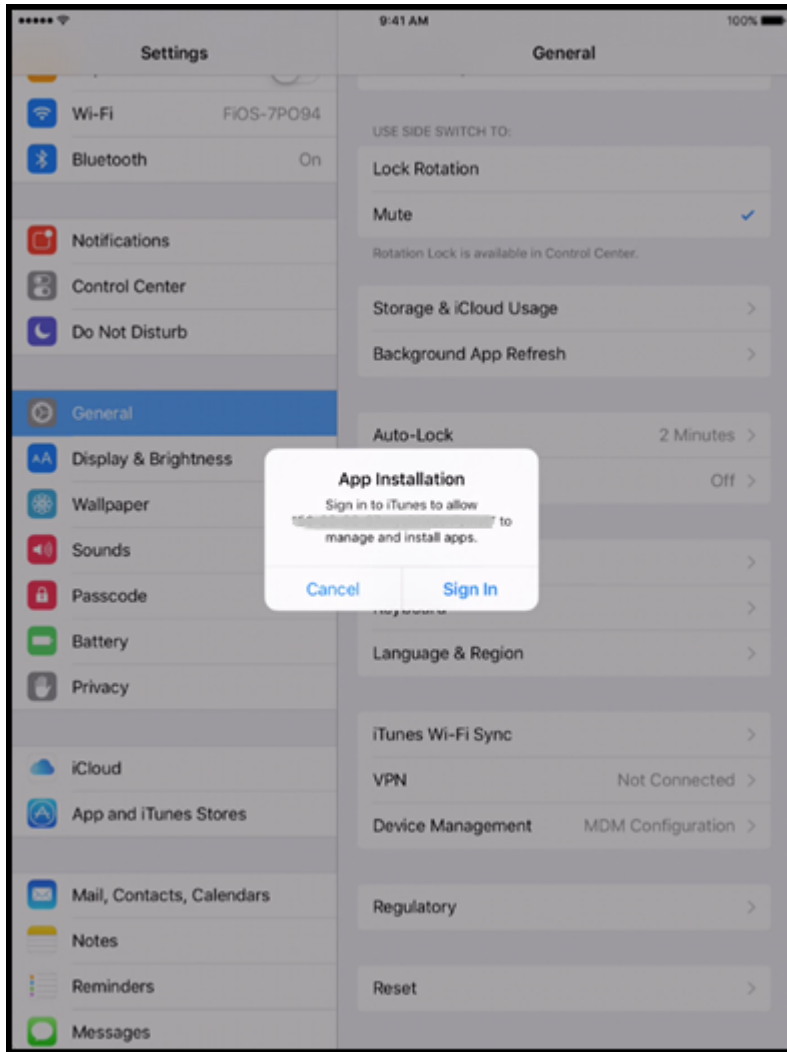 9:41 AM
100%
Settings
General
Wi-Fi
FiOS-7PO94
Bluetooth
On
Notifications
Control Center
Do Not Disturb
General
Display & Brightness
Wallpaper
Sounds
Passcode
Battery
Privacy
iCloud
App and iTunes Stores
Mail, Contacts, Calendars
Notes
Reminders
Messages
USE SIDE SWITCH TO:
Lock Rotation
Mute
Rotation Lock is available in Control Center.
Storage & iCloud Usage
Background App Refresh
Auto-Lock
2 Minutes
Off
Keyboard
Language & Region
iTunes Wi-Fi Sync
VPN
Not Connected
Device Management
MDM Configuration
Regulatory
Reset
App Installation
Sign in to iTunes to allow
" to
manage and install apps.
Cancel
Sign In